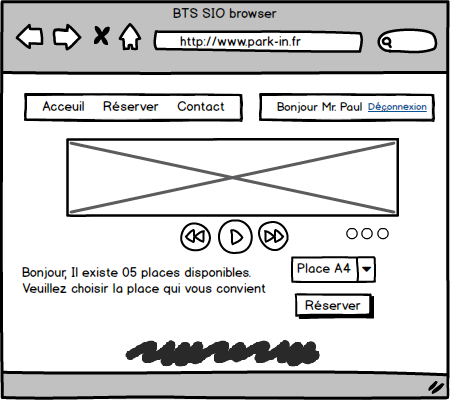 BTS SIO browser
http://www.park-in.fr
Acceuil Réserver Contact
Bonjour Mr. Paul Déconnexion
Bonjour, Il existe 05 places disponibles.
Veuillez choisir la place qui vous convient
Place A4
Réserver